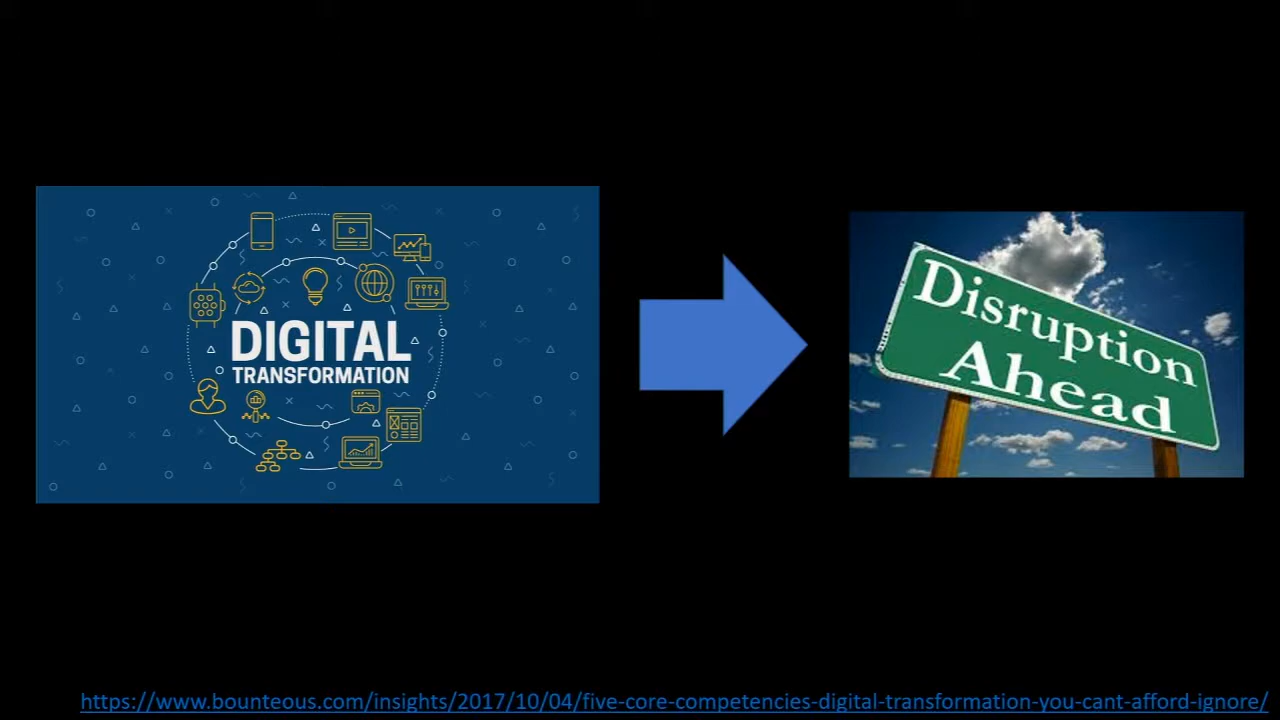 DIGITAL
TRANSFORMATION
Disruption
Ahead
https://www.bounteous.com/insights/2017/10/04/five-core-competencies-digital-transformation-you-cant-afford-ignore/